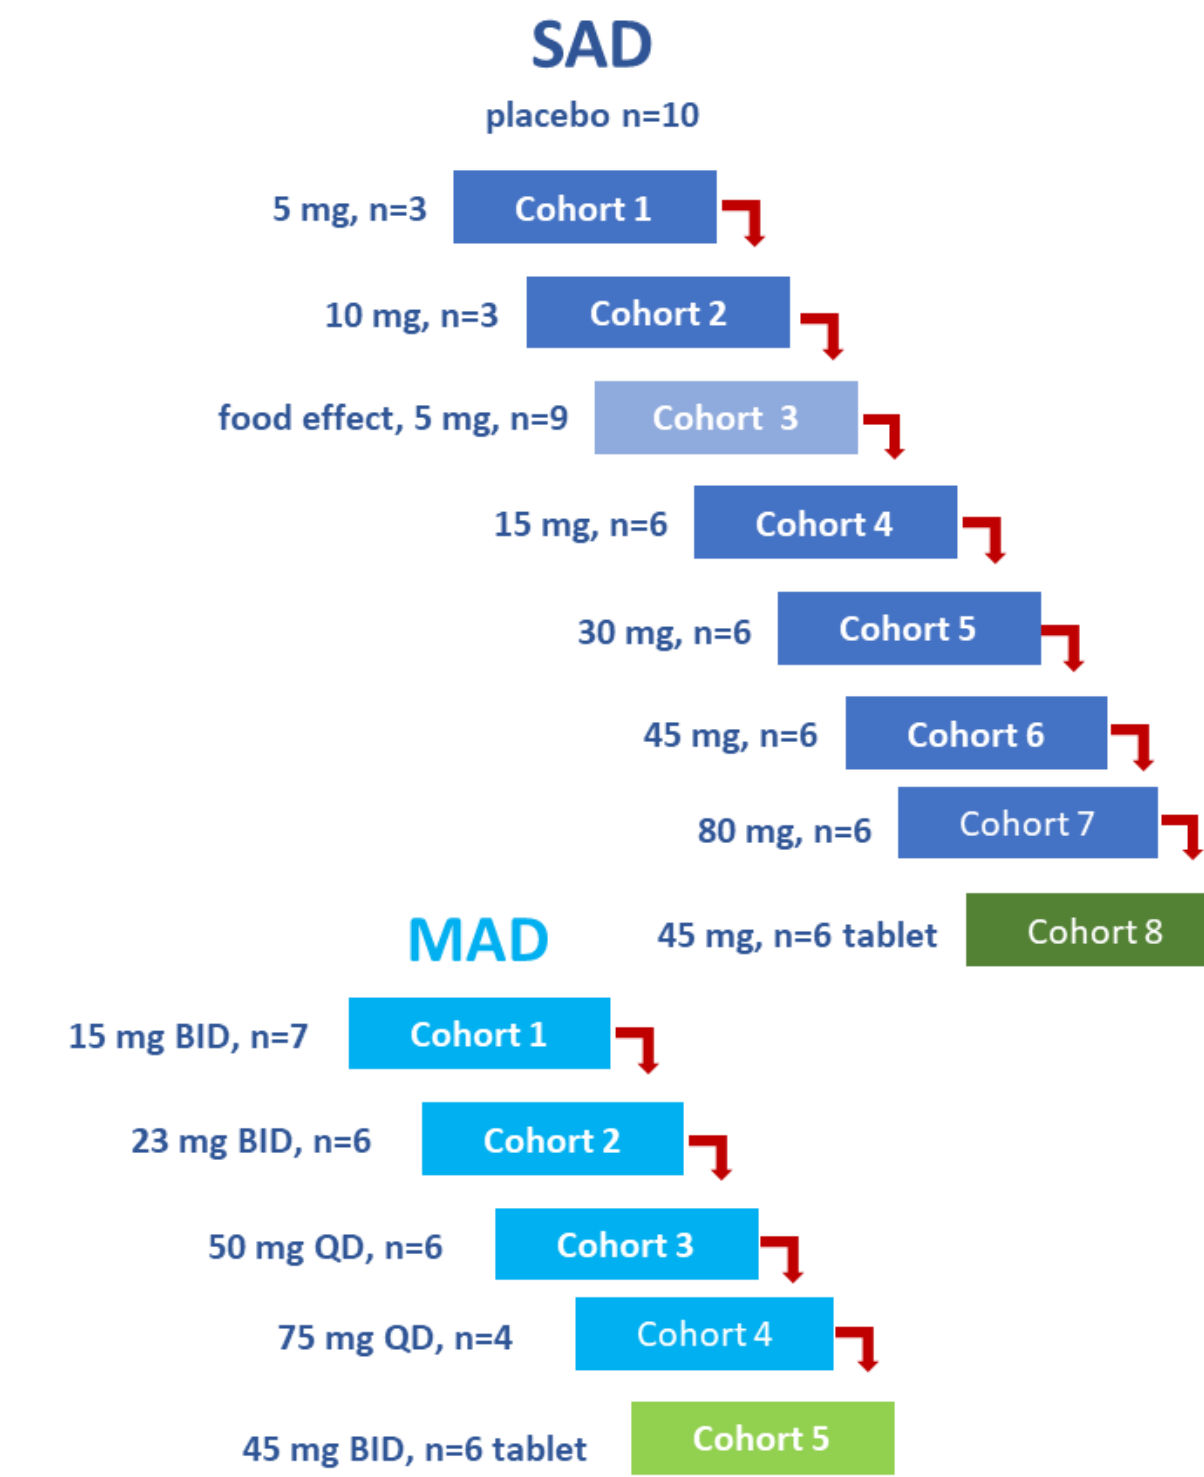 SAD
placebo n=10
5 mg, n=3 Cohort 1
10 mg, n=3 Cohort 2
food effect, 5 mg, n=9 Cohort 3
15 mg, n=6 Cohort 4
30 mg, n=6 Cohort 5
45 mg, n=6 Cohort 6
80 mg, n=6 Cohort 7
45 mg, n=6 tablet Cohort 8
MAD
15 mg BID, n=7 Cohort 1
23 mg BID, n=6 Cohort 2
50 mg QD, n=6 Cohort 3
75 mg QD, n=4 Cohort 4
45 mg BID, n=6 tablet Cohort 5